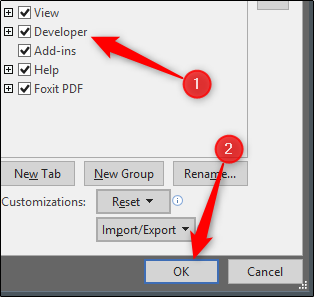 View
Developer
Add-ins
Help
Foxit PDF
1
2
New Tab New Group Rename...
Customizations: Reset
Import/Export
OK Cancel